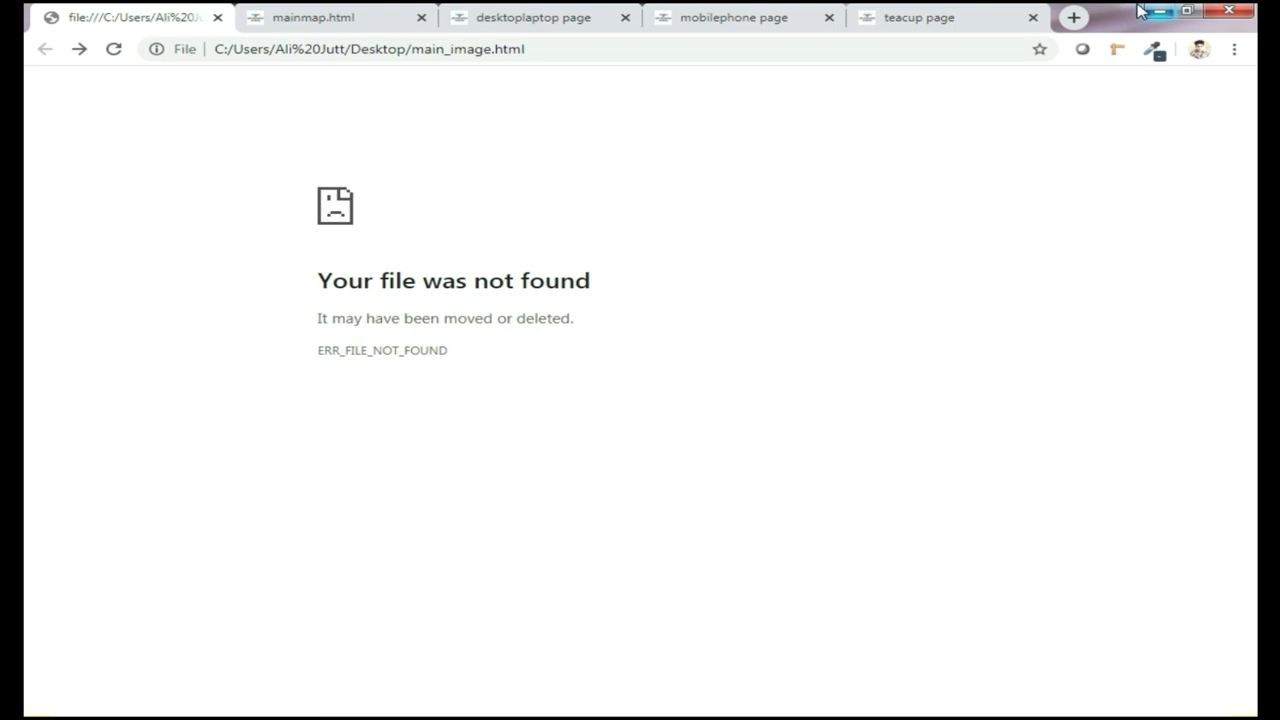 file:///C:/Users/Ali%20J
mainmap.html
desktoplaptop page
mobilephone page
teacup page
File
C:/Users/Ali%20Jutt/Desktop/main_image.html
Your file was not found
It may have been moved or deleted.
ERR_FILE_NOT_FOUND